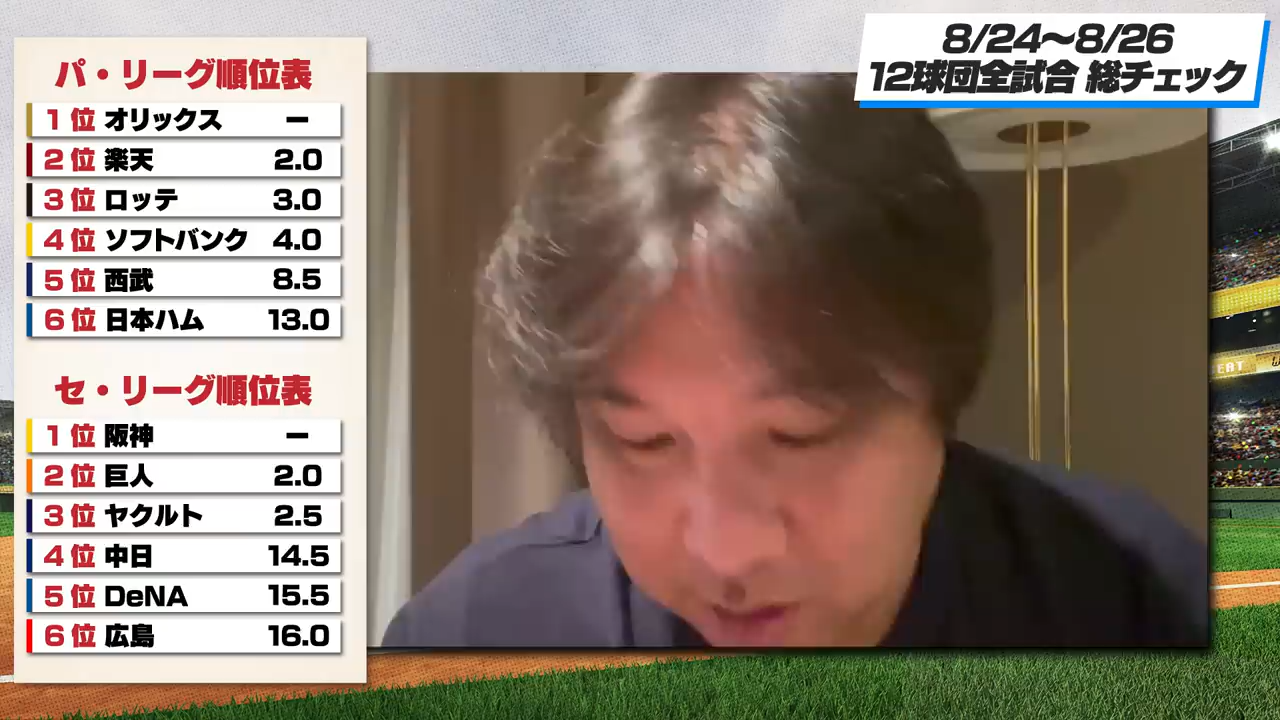 8/24〜8/26
12球団全試合 総チェック
パ・リーグ順位表
1位 オリックス ー
2位 楽天 2.0
3位 ロッテ 3.0
4位 ソフトバンク 4.0
5位 西武 8.5
6位 日本ハム 13.0
セ・リーグ順位表
1位 阪神 ー
2位 巨人 2.0
3位 ヤクルト 2.5
4位 中日 14.5
5位 DeNA 15.5
6位 広島 16.0